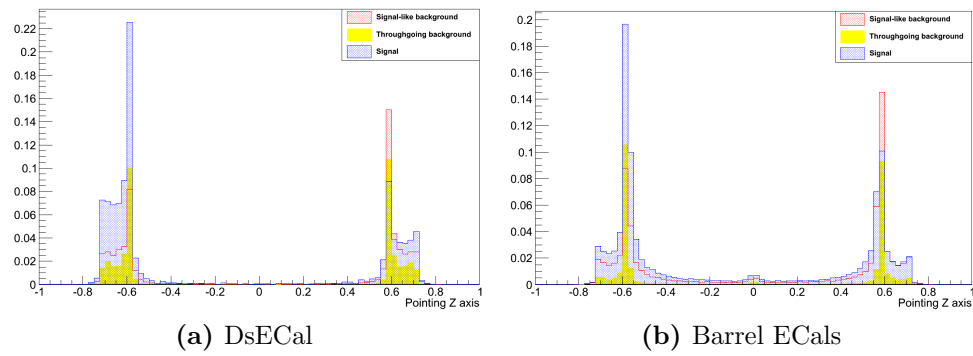 Signal-like background
Throughgoing background
Signal
0.22
0.2
0.18
0.16
0.14
0.12
0.1
0.08
0.06
0.04
0.02
0
-1 -0.8 -0.6 -0.4 -0.2 0 0.2 0.4 0.6 0.8 1
Pointing Z axis
(a) DsECal
Signal-like background
Throughgoing background
Signal
0.2
0.18
0.16
0.14
0.12
0.1
0.08
0.06
0.04
0.02
0
-1 -0.8 -0.6 -0.4 -0.2 0 0.2 0.4 0.6 0.8 1
Pointing Z axis
(b) Barrel ECals